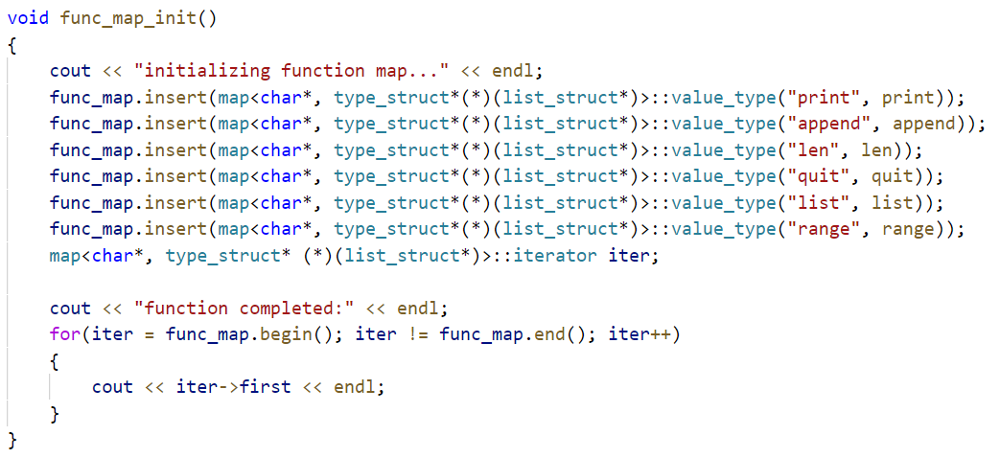 void func_map_init()
{
    cout << "initializing function map..." << endl;
    func_map.insert(map<char*, type_struct*(*)(list_struct*)>::value_type("print", print));
    func_map.insert(map<char*, type_struct*(*)(list_struct*)>::value_type("append", append));
    func_map.insert(map<char*, type_struct*(*)(list_struct*)>::value_type("len", len));
    func_map.insert(map<char*, type_struct*(*)(list_struct*)>::value_type("quit", quit));
    func_map.insert(map<char*, type_struct*(*)(list_struct*)>::value_type("list", list));
    func_map.insert(map<char*, type_struct*(*)(list_struct*)>::value_type("range", range));
    map<char*, type_struct* (*)(list_struct*)>::iterator iter;

    cout << "function completed:" << endl;
    for(iter = func_map.begin(); iter != func_map.end(); iter++)
    {
        cout << iter->first << endl;
    }
}